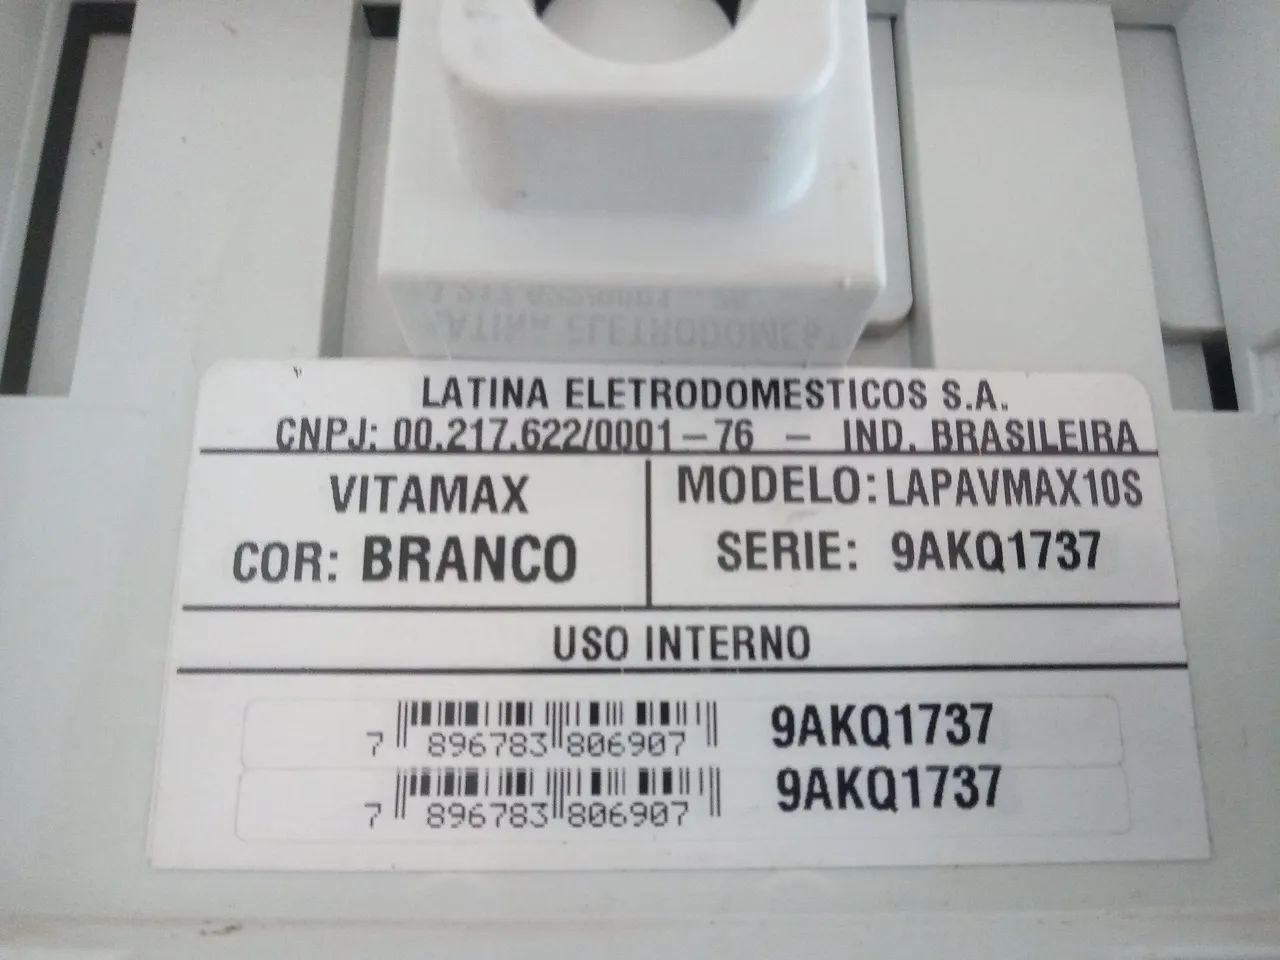 LATINA ELETRODOMESTICOS S.A.
CNPJ: 00.217.622/0001-76 - IND. BRASILEIRA
VITAMAX
COR: BRANCO
MODELO: LAPAVMAX10S
SERIE: 9AKQ1737
USO INTERNO
7 896783 806907 9AKQ1737
7 896783 806907 9AKQ1737